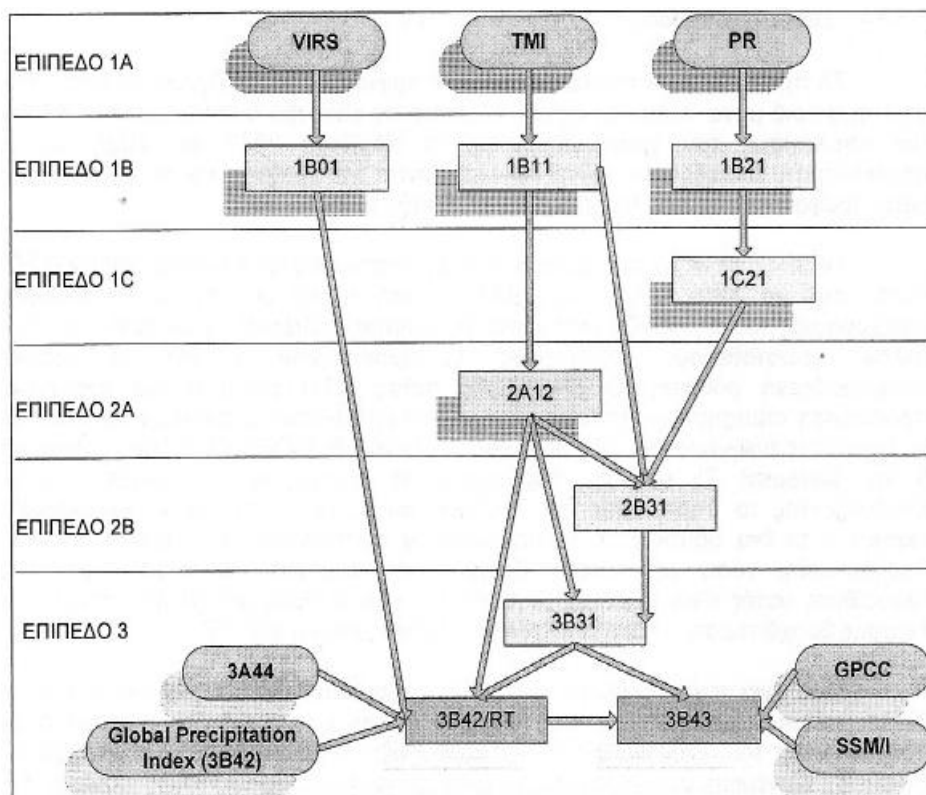 ΕΠΙΠΕΔΟ 1Α
VIRS
TMI
PR
ΕΠΙΠΕΔΟ 1Β
1B01
1B11
1B21
ΕΠΙΠΕΔΟ 1C
1C21
ΕΠΙΠΕΔΟ 2Α
2A12
ΕΠΙΠΕΔΟ 2Β
2B31
ΕΠΙΠΕΔΟ 3
3B31
3A44
GPCC
3B42/RT
3B43
Global Precipitation
Index (3B42)
SSM/I